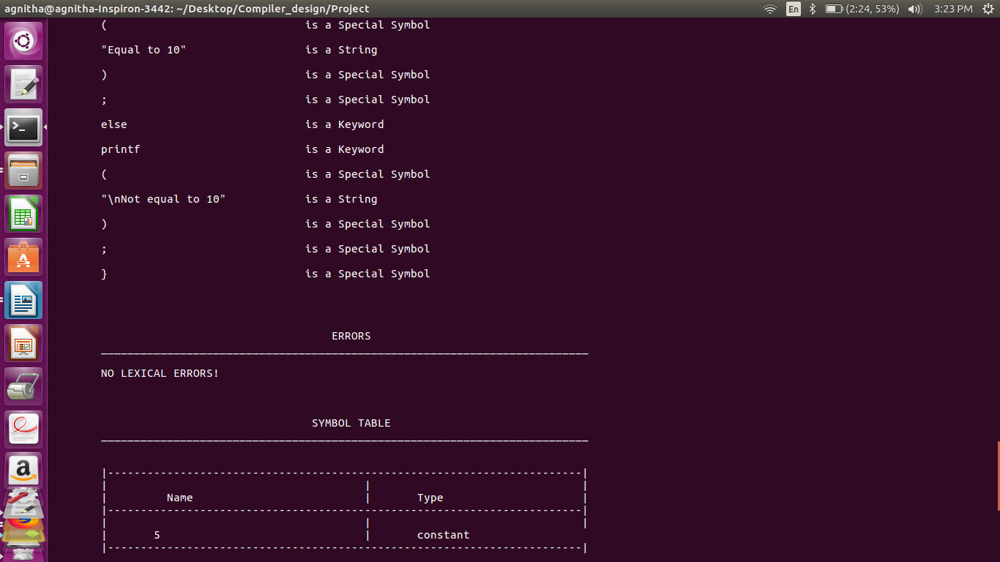 agnitha@agnitha-Inspiron-3442: ~/Desktop/Compiler_design/Project En (2:24, 53%) 3:23 PM
( is a Special Symbol
"Equal to 10" is a String
) is a Special Symbol
; is a Special Symbol
else is a Keyword
printf is a Keyword
( is a Special Symbol
"\nNot equal to 10" is a String
) is a Special Symbol
; is a Special Symbol
} is a Special Symbol
ERRORS
__________________________________________________________________________
NO LEXICAL ERRORS!
SYMBOL TABLE
__________________________________________________________________________
|------------------------------------------------------------------------|
| | |
| Name | Type |
|------------------------------------------------------------------------|
| | |
| 5 | constant
|------------------------------------------------------------------------|